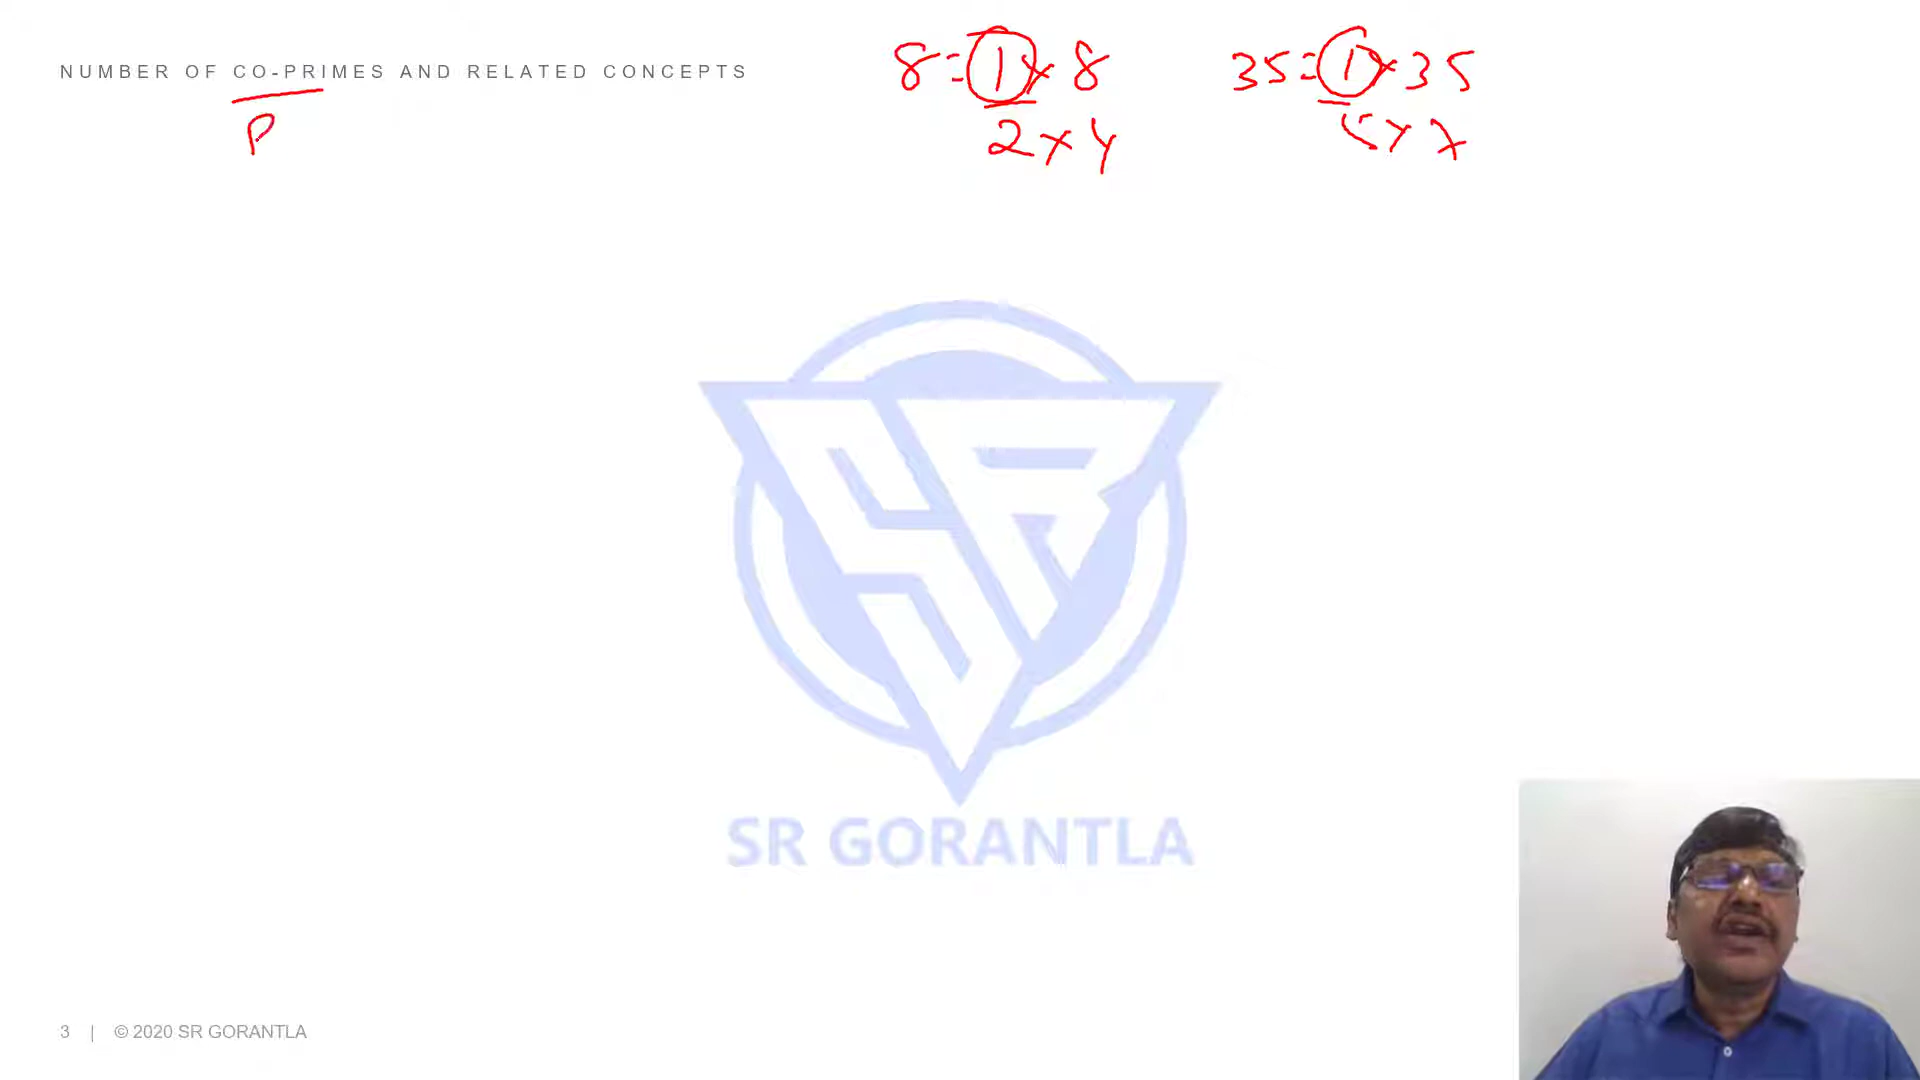 NUMBER OF CO-PRIMES AND RELATED CONCEPTS
P
8 = 1 x 8
2 x 4
35 = 1 x 35
5 x 7
SR
SR GORANTLA
3 | © 2020 SR GORANTLA